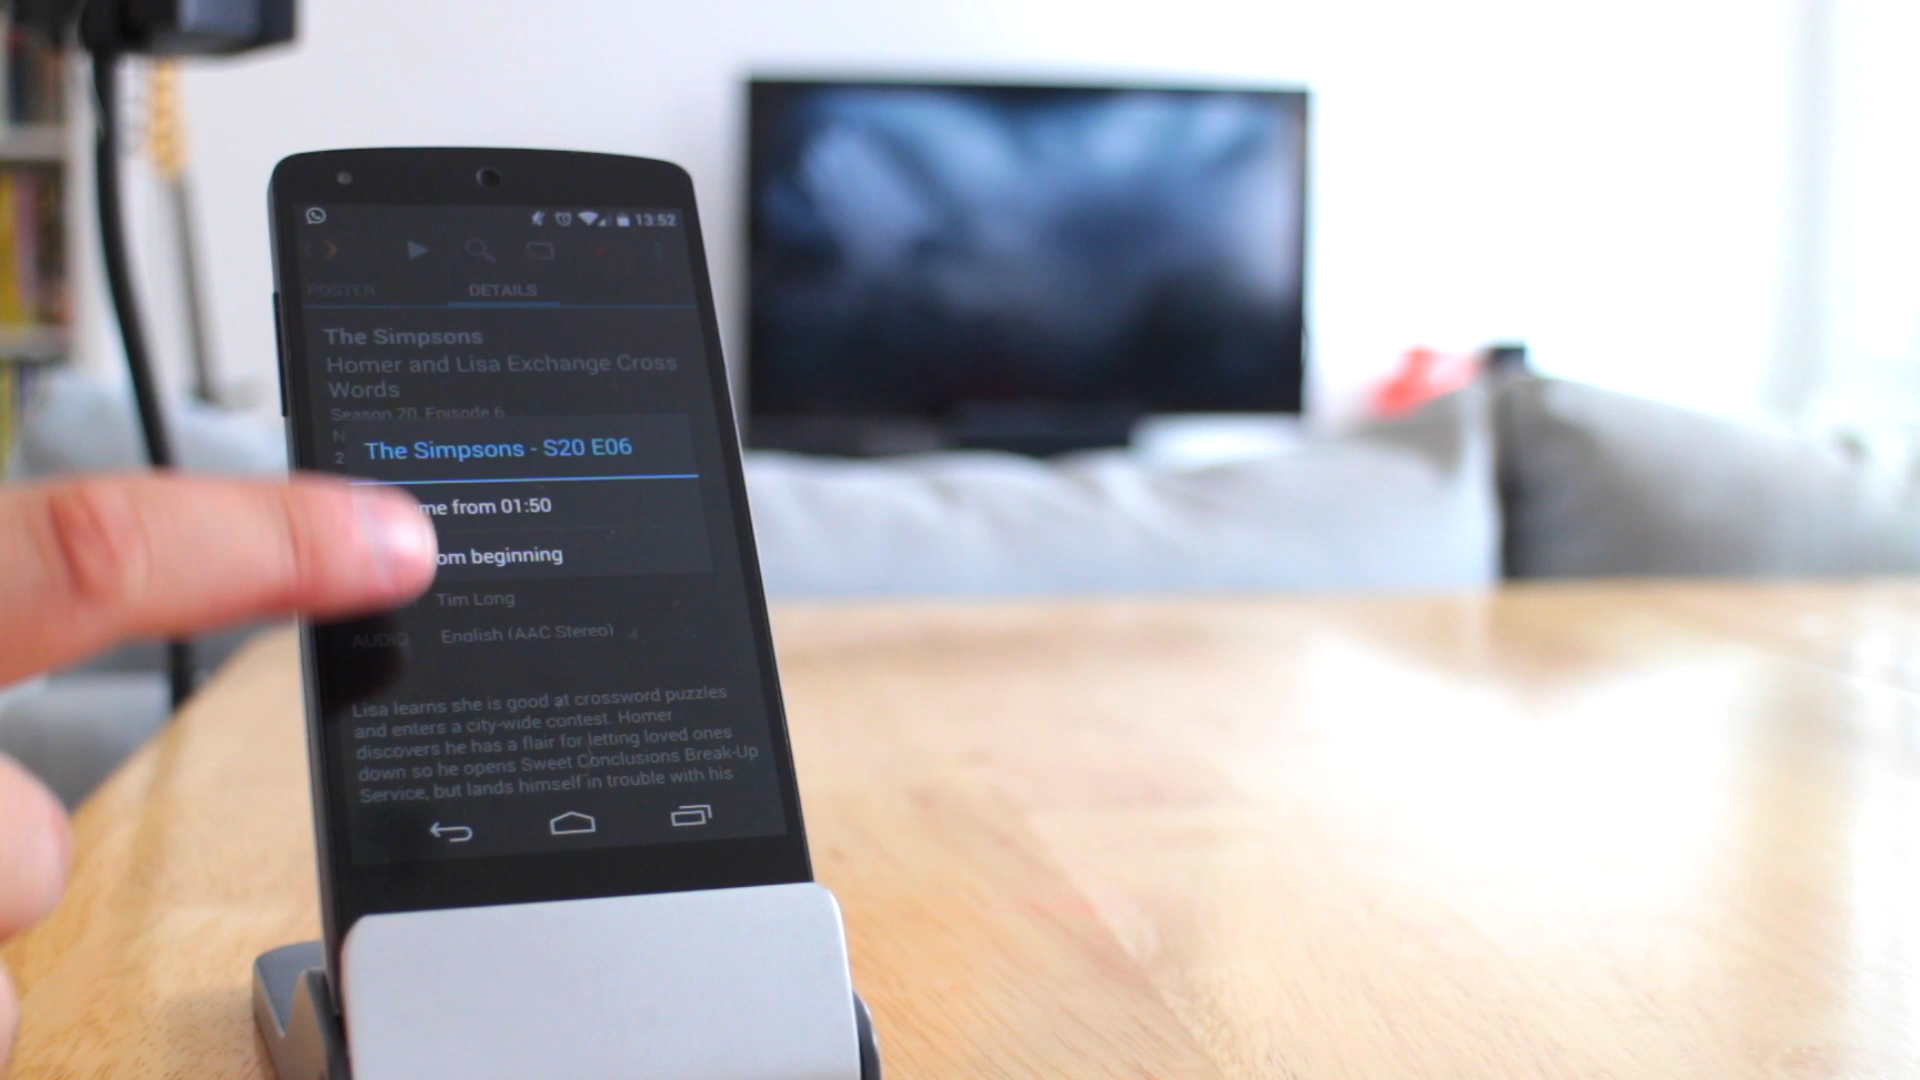 13:52
POSTER DETAILS
The Simpsons
Homer and Lisa Exchange Cross
Words
Season 20, Episode 6
N
2
The Simpsons - S20 E06
me from 01:50
om beginning
Tim Long
AUDIO English (AAC Stereo)
Lisa learns she is good at crossword puzzles
and enters a city-wide contest. Homer
discovers he has a flair for letting loved ones
down so he opens Sweet Conclusions Break-Up
Service, but lands himself in trouble with his